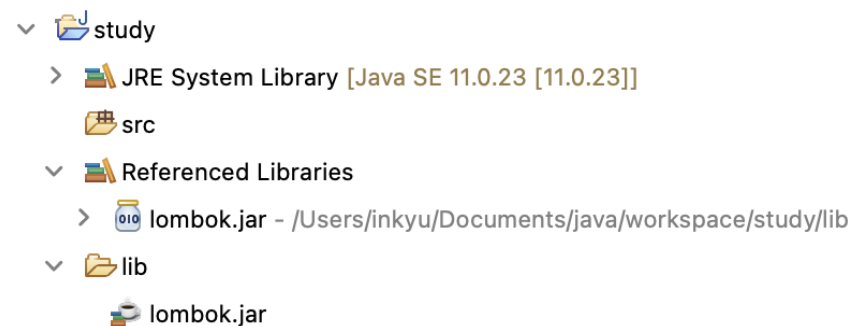 study
JRE System Library [Java SE 11.0.23 [11.0.23]]
src
Referenced Libraries
lombok.jar - /Users/inkyu/Documents/java/workspace/study/lib
lib
lombok.jar